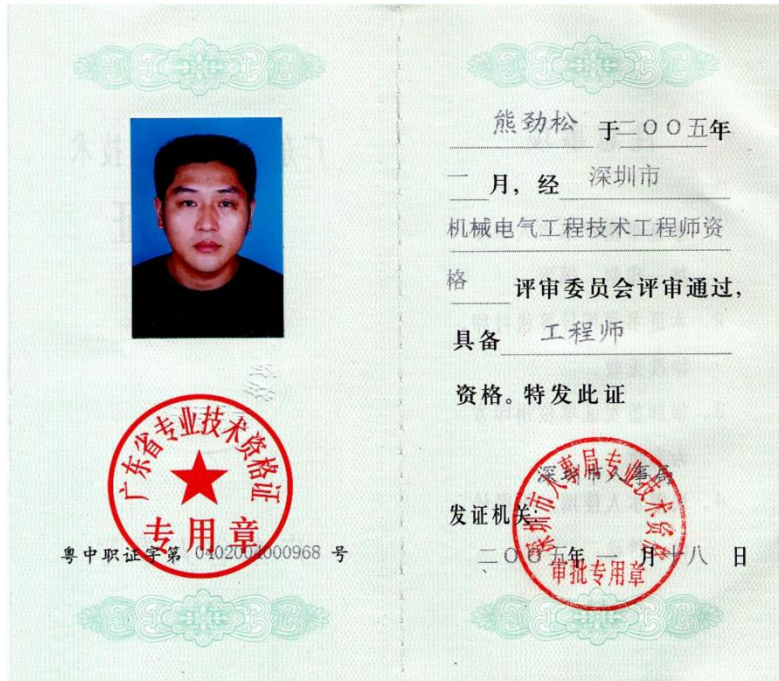 广东省专业技术资格证
专用章
粤中职证字第 0402001000968 号
熊劲松 于二００五年
一 月，经 深圳市
机械电气工程技术工程师资
格 评审委员会评审通过，
具备 工程师
资格。特发此证
深圳市人事局
深圳市人事局专业技术资格
审批专用章
发证机关：
二００五年 一 月十八 日